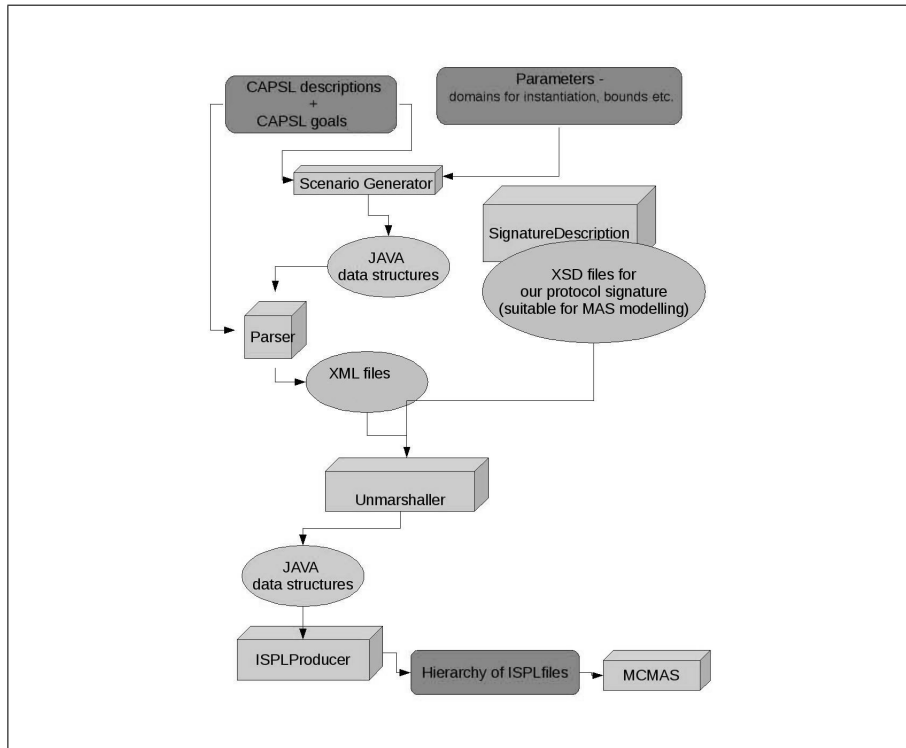 CAPSL descriptions
+
CAPSL goals
Parameters -
domains for instantiation, bounds etc.
Scenario Generator
SignatureDescription
JAVA
data structures
XSD files for
our protocol signature
(suitable for MAS modelling)
Parser
XML files
Unmarshaller
JAVA
data structures
ISPLProducer
Hierarchy of ISPLfiles
MCMAS